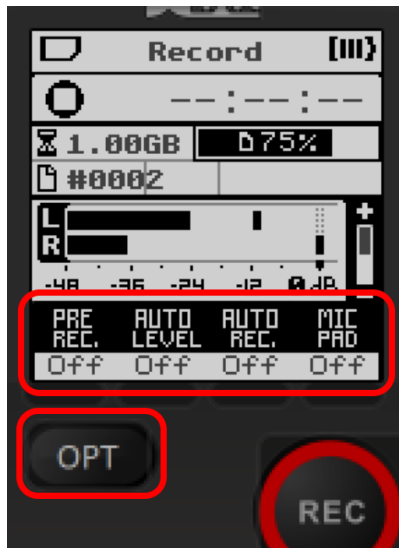 Record
--:--:--
1.00GB 75%
#0002
L
R
-48 -36 -24 -12 0 dB
+
-
PRE REC. AUTO LEVEL AUTO REC. MIC PAD
Off Off Off Off
OPT
REC